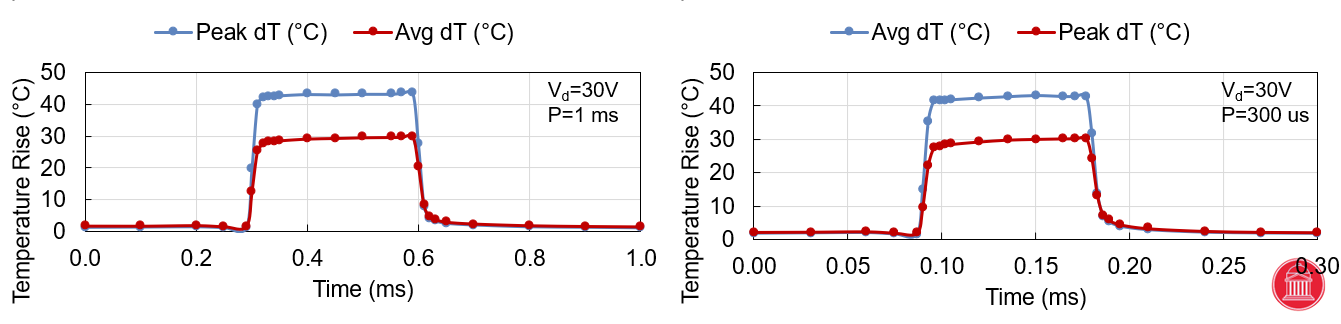 Peak dT (°C) Avg dT (°C)
Temperature Rise (°C)
50
40
30
20
10
0
V_d=30V
P=1 ms
0.0 0.2 0.4 0.6 0.8 1.0
Time (ms)
Avg dT (°C) Peak dT (°C)
Temperature Rise (°C)
50
40
30
20
10
0
V_d=30V
P=300 us
0.00 0.05 0.10 0.15 0.20 0.25 0.30
Time (ms)